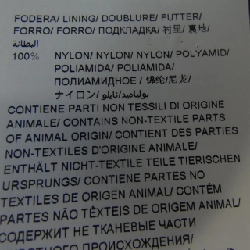 FODERA/ LINING/ DOUBLURE/ FUTTER/
FORRO/ FORRO/ ПОДКЛАДКА/ 衬里/ 裏地/
البطانة
100% NYLON/ NYLON/ NYLON/ POLYAMID/
POLIAMIDA/ POLIAMIDA/
ПОЛИАМИДНОЕ / 锦纶/尼龙/
ナイロン/ بولياميد/نايلو
CONTIENE PARTI NON TESSILI DI ORIGINE
ANIMALE/ CONTAINS NON-TEXTILE PARTS
OF ANIMAL ORIGIN/ CONTIENT DES PARTIES
NON-TEXTILES D'ORIGINE ANIMALE/
ENTHÄLT NICHT-TEXTILE TEILE TIERISCHEN
URSPRUNGS/ CONTIENE PARTES NO
TEXTILES DE ORIGEN ANIMAL/ CONTÉM
PARTES NÃO TÊXTEIS DE ORIGEM ANIMAL/
СОДЕРЖИТ НЕ ТКАНЕВЫЕ ЧАСТИ
ПРОИСХОЖДЕНИЯ/